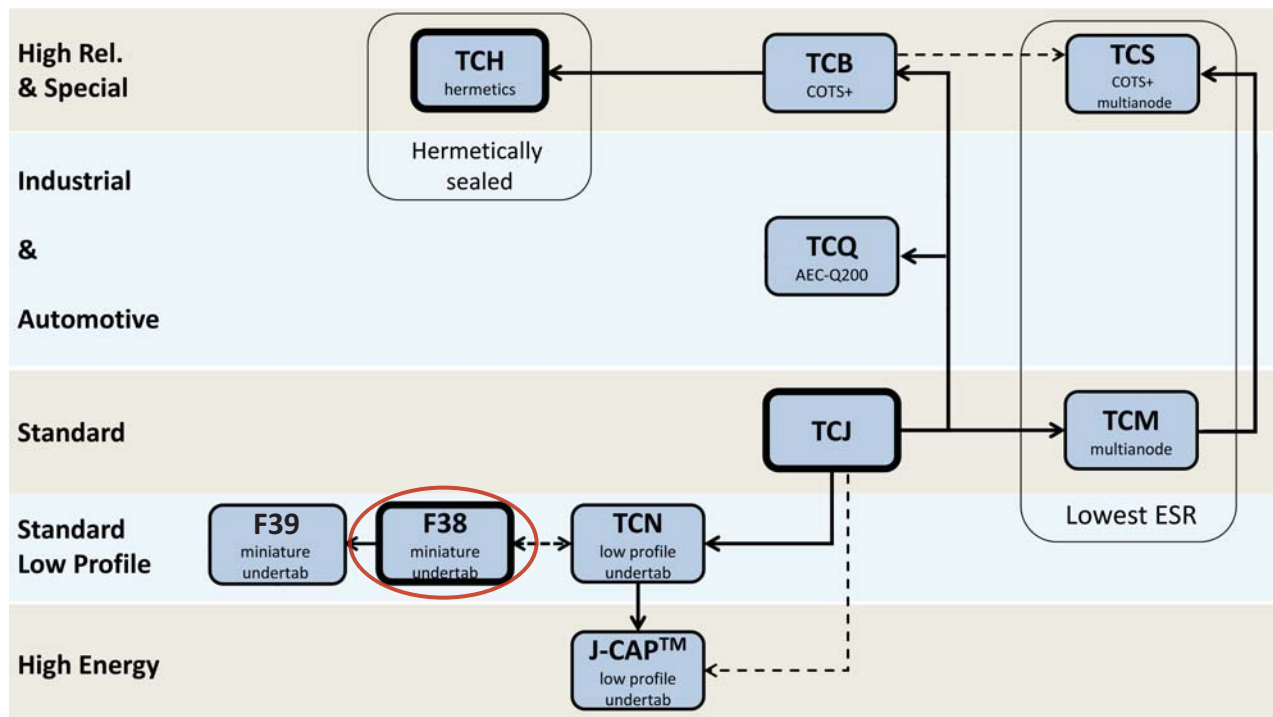 High Rel.
& Special
TCH
hermetics
TCB
COTS+
TCS
COTS+
multianode
Hermetically
sealed
Industrial
&
Automotive
TCQ
AEC-Q200
Standard
TCJ
TCM
multianode
Lowest ESR
Standard
Low Profile
F39
miniature
undertab
F38
miniature
undertab
TCN
low profile
undertab
High Energy
J-CAP™
low profile
undertab